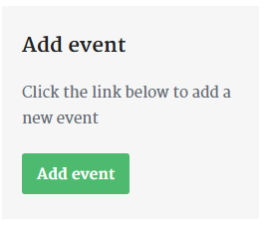 Add event
Click the link below to add a
new event
Add event